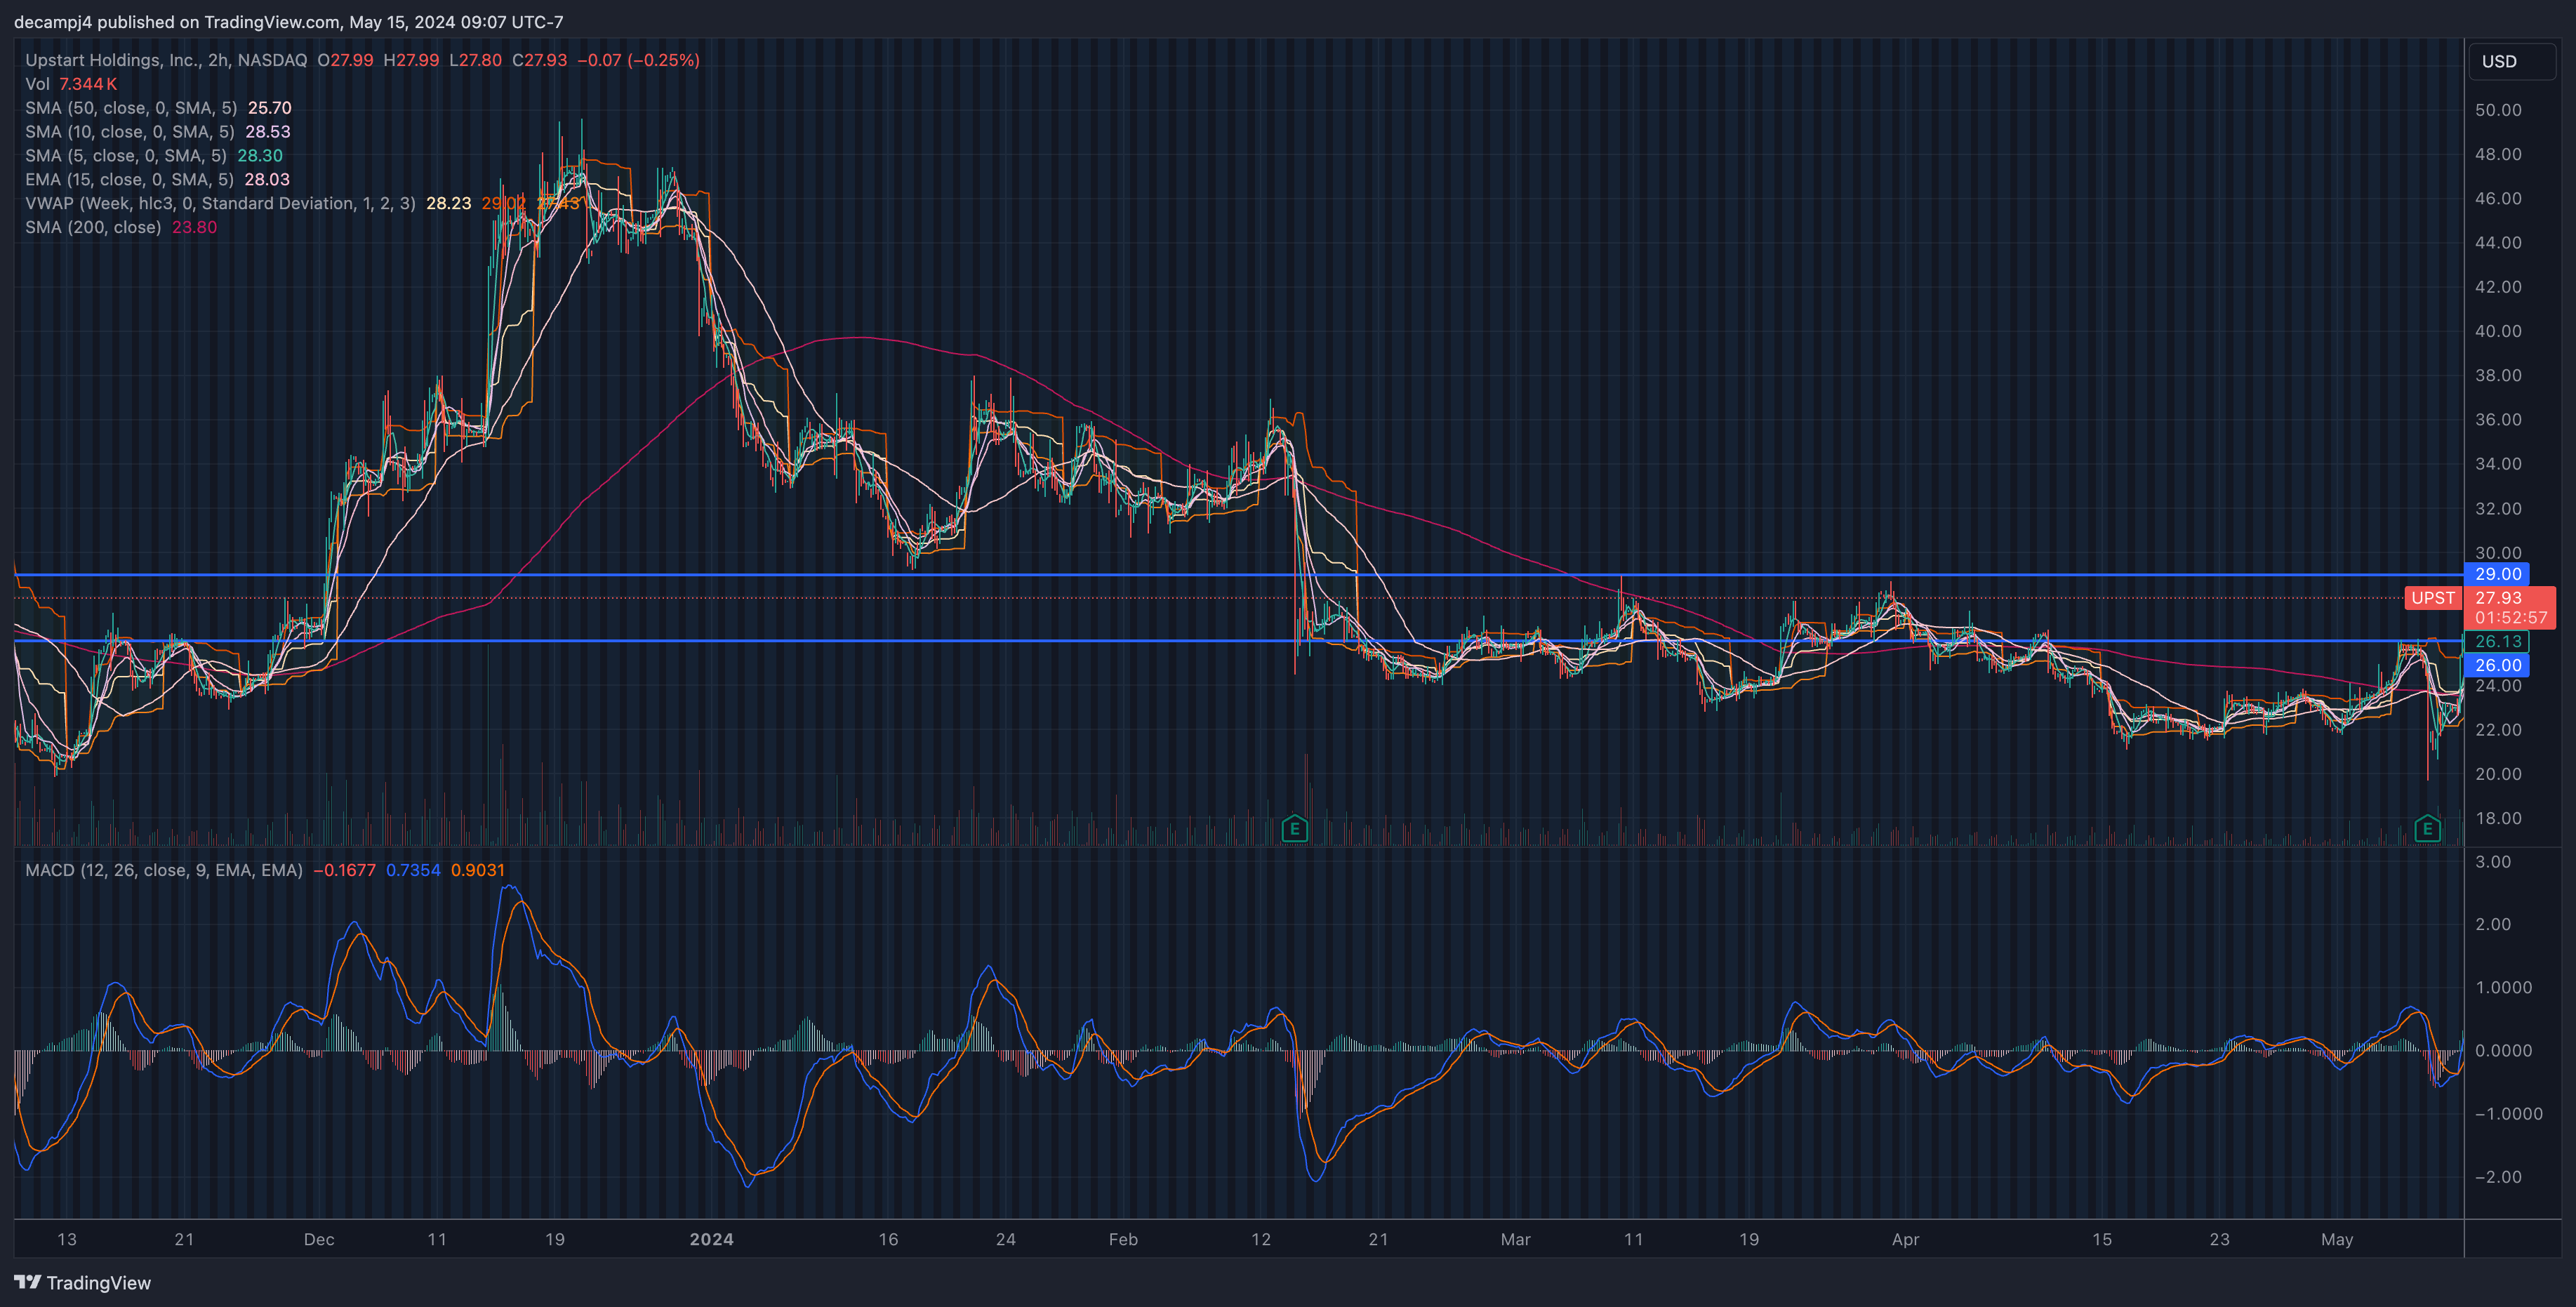 decampj4 published on TradingView.com, May 15, 2024 09:07 UTC-7
Upstart Holdings, Inc., 2h, NASDAQ O27.99 H27.99 L27.80 C27.93 −0.07 (−0.25%)
Vol 7.344K
SMA (50, close, 0, SMA, 5) 25.70
SMA (10, close, 0, SMA, 5) 28.53
SMA (5, close, 0, SMA, 5) 28.30
EMA (15, close, 0, SMA, 5) 28.03
VWAP (Week, hlc3, 0, Standard Deviation, 1, 2, 3) 28.23 29.02 27.43
SMA (200, close) 23.80
USD
50.00
48.00
46.00
44.00
42.00
40.00
38.00
36.00
34.00
32.00
30.00
29.00
UPST 27.93
01:52:57
26.13
26.00
24.00
22.00
20.00
18.00
E E
MACD (12, 26, close, 9, EMA, EMA) −0.1677 0.7354 0.9031
3.00
2.00
1.0000
0.0000
−1.0000
−2.00
13 21 Dec 11 19 2024 16 24 Feb 12 21 Mar 11 19 Apr 15 23 May
TradingView